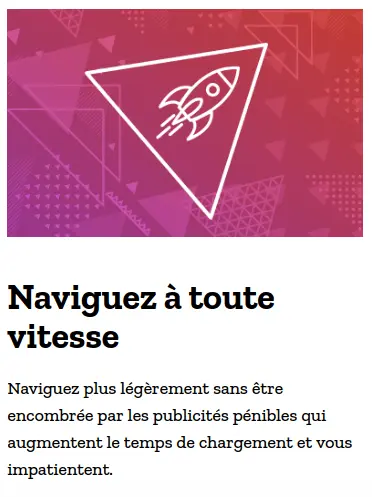 Naviguez à toute
vitesse
Naviguez plus légèrement sans être
encombrée par les publicités pénibles qui
augmentent le temps de chargement et vous
impatientent.